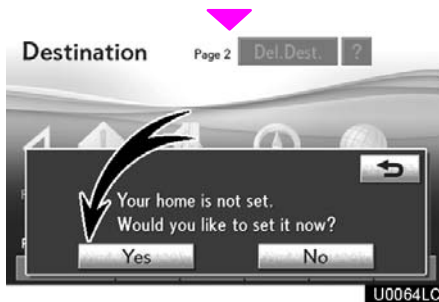 Destination Page 2 Del.Dest. ?
Your home is not set.
Would you like to set it now?
Yes No
U0064LC